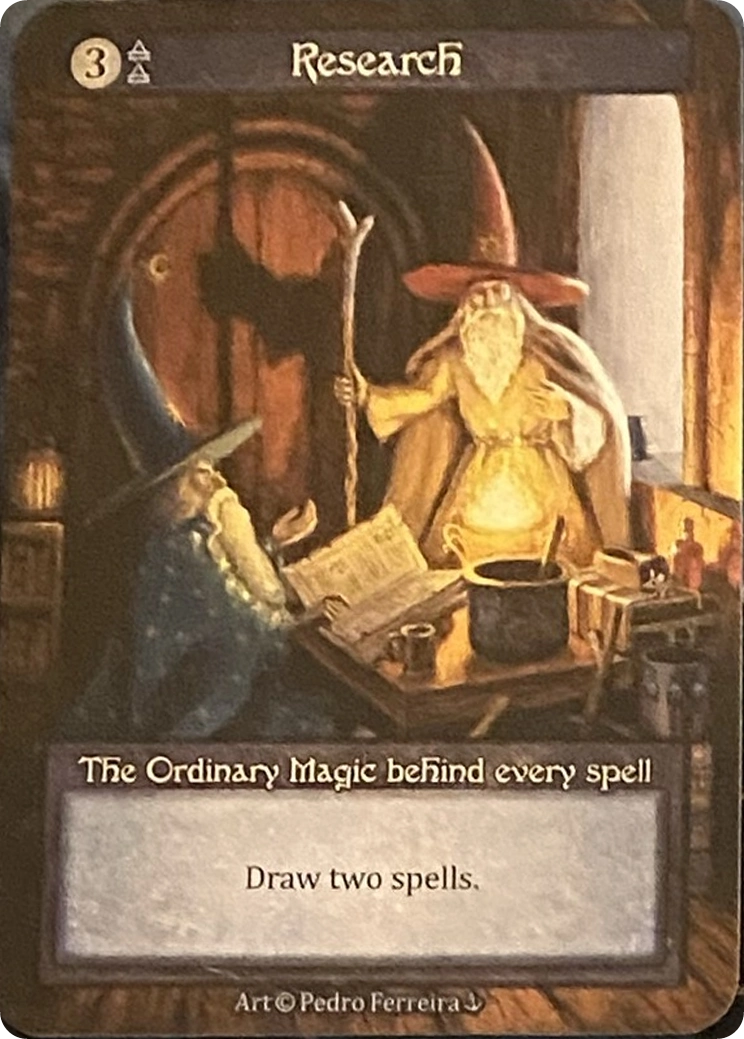 3
Research
The Ordinary Magic behind every spell
Draw two spells.
Art © Pedro Ferreira